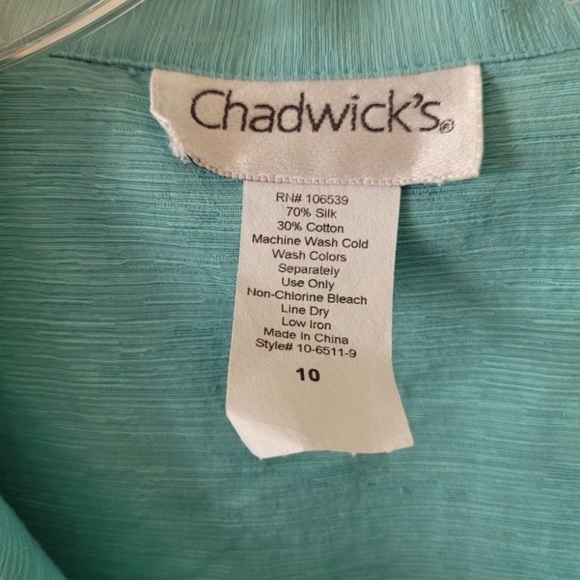 Chadwick's®
RN# 106539
70% Silk
30% Cotton
Machine Wash Cold
Wash Colors
Separately
Use Only
Non-Chlorine Bleach
Line Dry
Low Iron
Made In China
Style# 10-6511-9
10